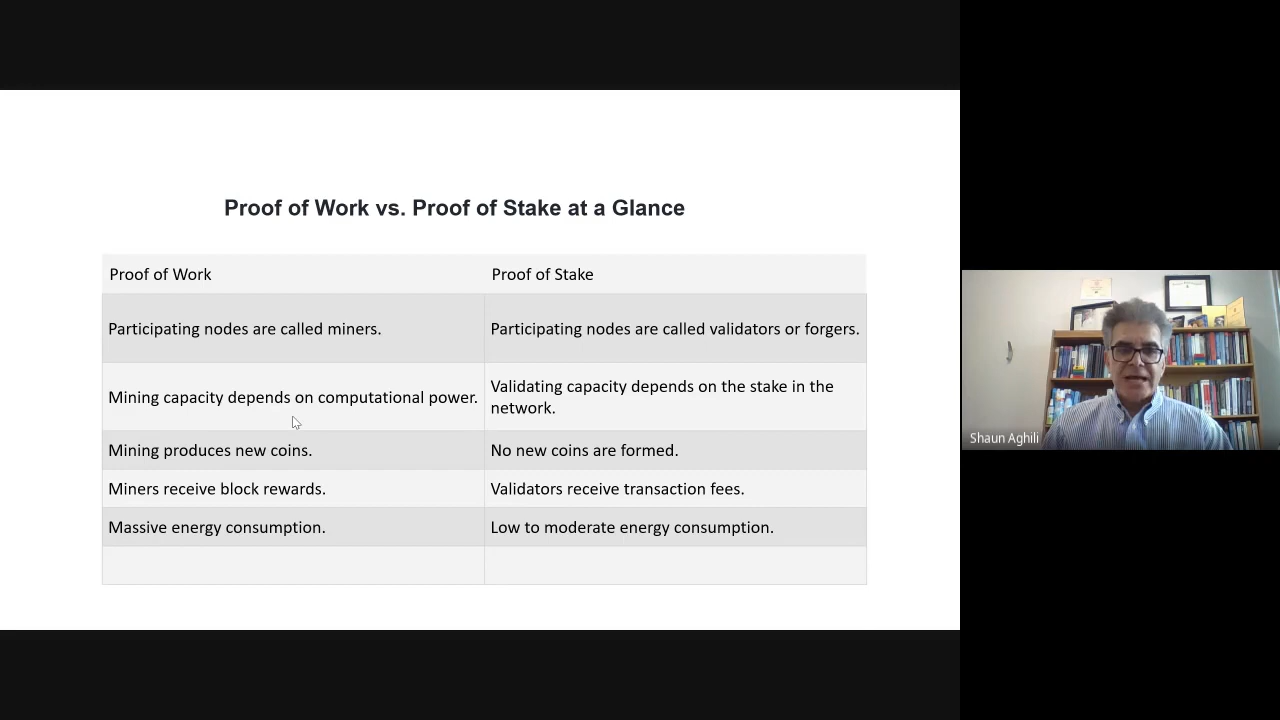 Proof of Work vs. Proof of Stake at a Glance
Proof of Work
Proof of Stake
Participating nodes are called miners.
Participating nodes are called validators or forgers.
Mining capacity depends on computational power.
Validating capacity depends on the stake in the
network.
Mining produces new coins.
No new coins are formed.
Miners receive block rewards.
Validators receive transaction fees.
Massive energy consumption.
Low to moderate energy consumption.
Shaun Aghili